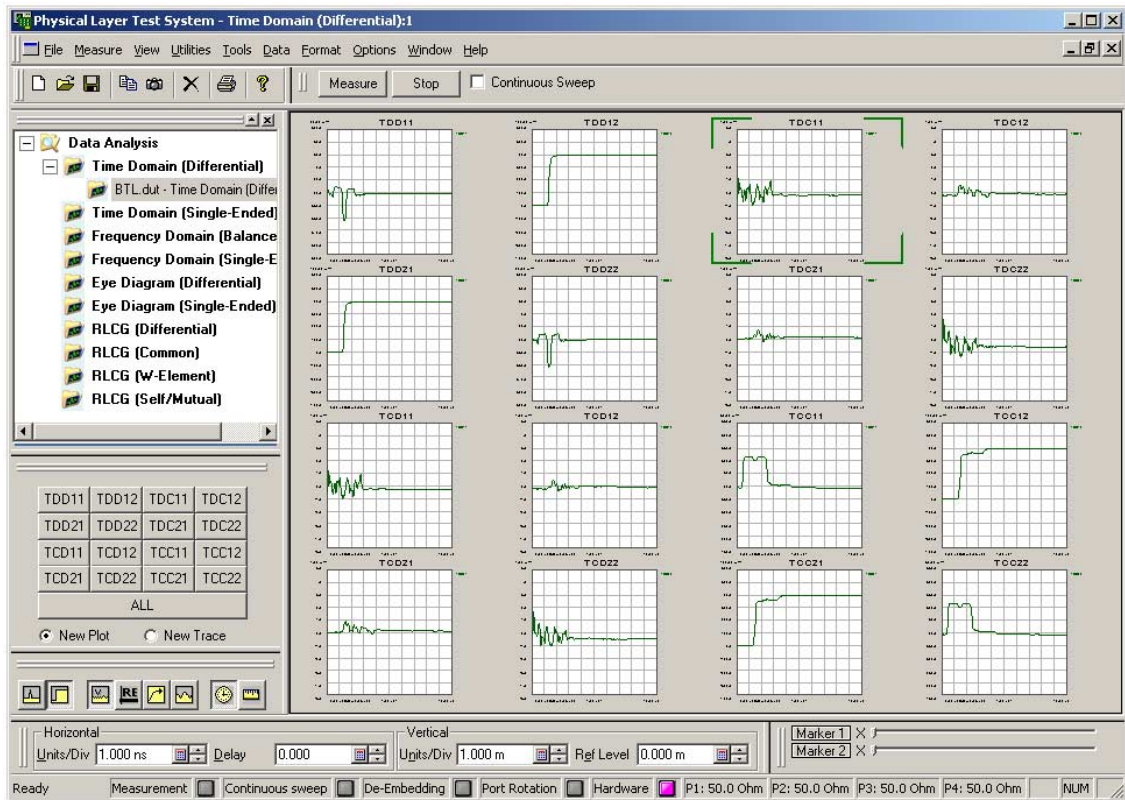 Physical Layer Test System - Time Domain (Differential):1
File Measure View Utilities Tools Data Format Options Window Help
Measure Stop Continuous Sweep
Data Analysis
Time Domain (Differential)
BTL.dut - Time Domain (Differ
Time Domain (Single-Ended)
Frequency Domain (Balance
Frequency Domain (Single-E
Eye Diagram (Differential)
Eye Diagram (Single-Ended)
RLCG (Differential)
RLCG (Common)
RLCG (W-Element)
RLCG (Self/Mutual)
TDD11 TDD12 TDC11 TDC12
TDD21 TDD22 TDC21 TDC22
TCD11 TCD12 TCC11 TCC12
TCD21 TCD22 TCC21 TCC22
ALL
New Plot New Trace
RE
TDD11 TDD12 TDC11 TDC12
TDD21 TDD22 TDC21 TDC22
TCD11 TCD12 TCC11 TCC12
TCD21 TCD22 TCC21 TCC22
Horizontal
Units/Div 1.000 ns Delay 0.000
Vertical
Units/Div 1.000 m Ref Level 0.000 m
Marker 1 X
Marker 2 X
Ready Measurement Continuous sweep De-Embedding Port Rotation Hardware P1: 50.0 Ohm P2: 50.0 Ohm P3: 50.0 Ohm P4: 50.0 Ohm NUM